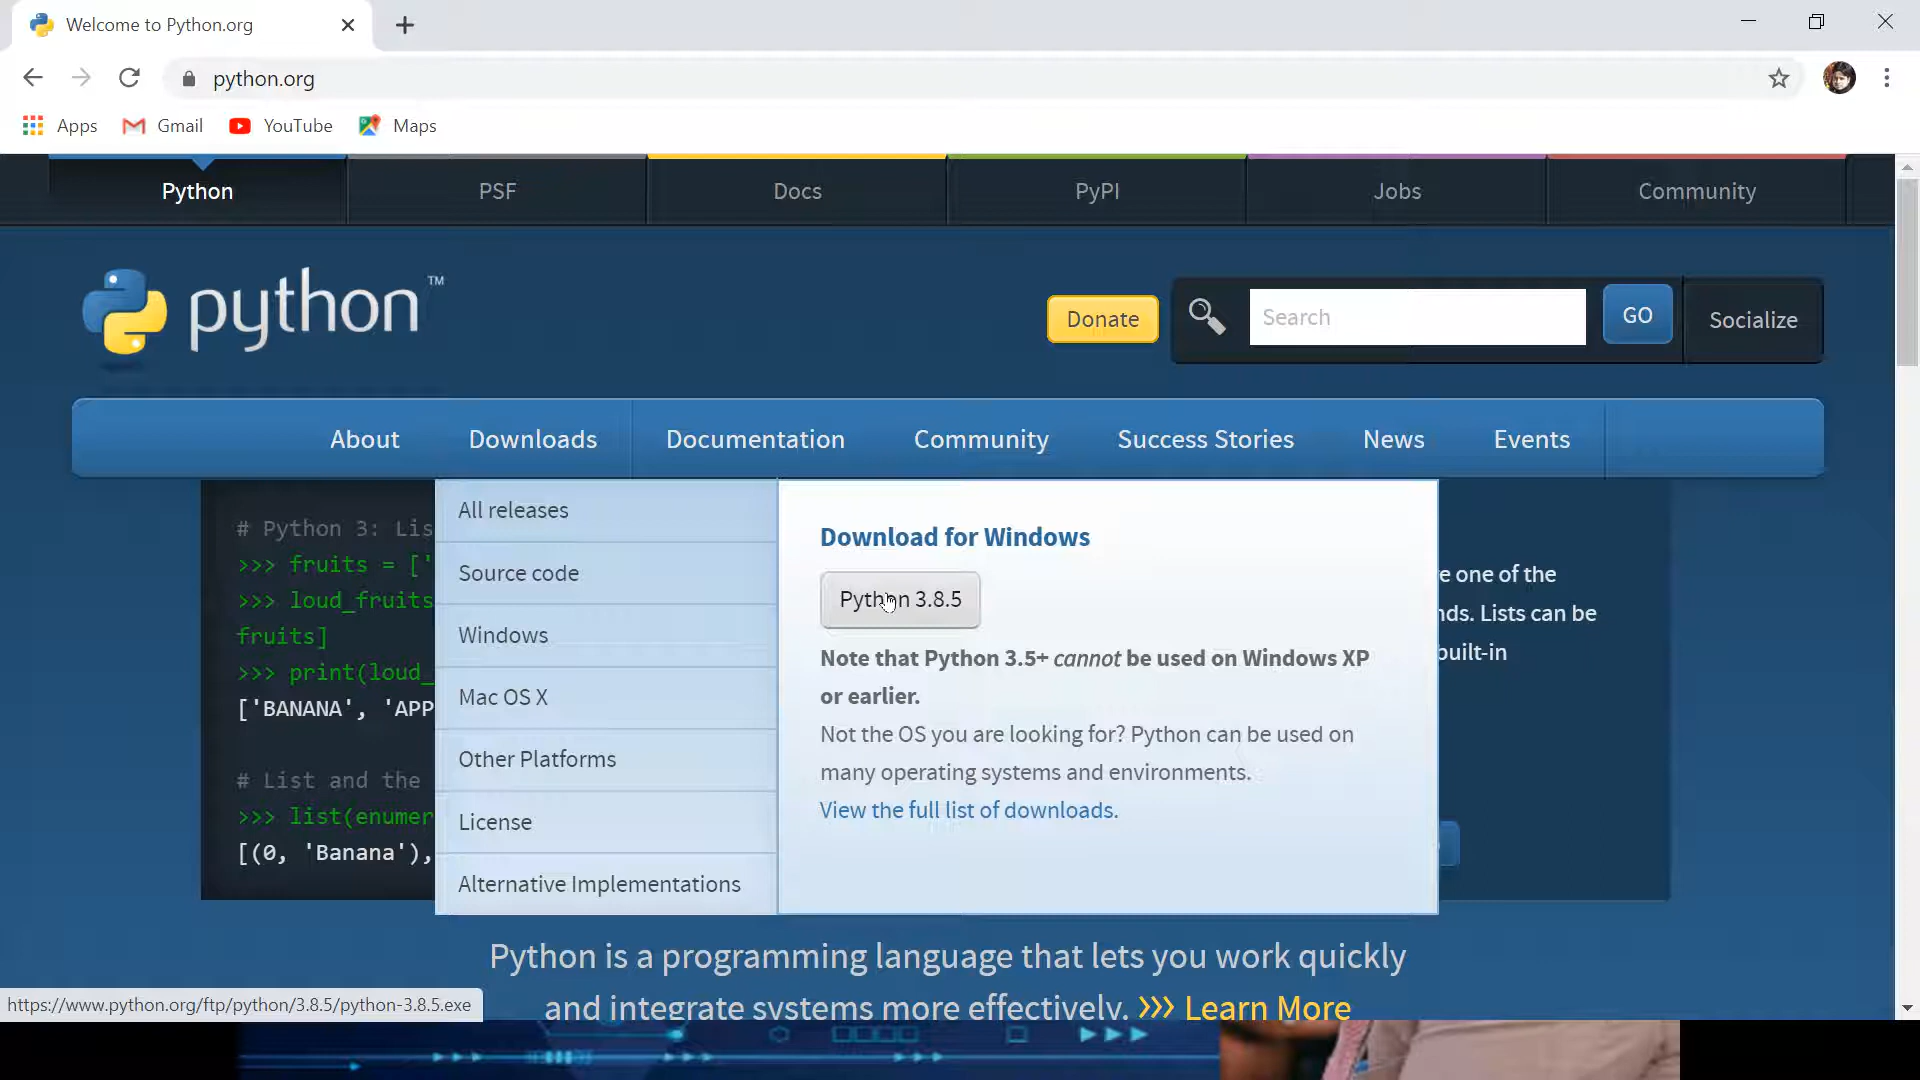 Welcome to Python.org
python.org
Apps
Gmail
YouTube
Maps
Python
PSF
Docs
PyPI
Jobs
Community
python™
Donate
Search
GO
Socialize
About
Downloads
Documentation
Community
Success Stories
News
Events
# Python 3: Lis
>>> fruits = ['
>>> loud_fruits
fruits]
>>> print(loud_
['BANANA', 'APP
# List and the
>>> list(enumer
[(0, 'Banana'),
All releases
Source code
Windows
Mac OS X
Other Platforms
License
Alternative Implementations
Download for Windows
Python 3.8.5
Note that Python 3.5+ cannot be used on Windows XP
or earlier.
Not the OS you are looking for? Python can be used on
many operating systems and environments.
View the full list of downloads.
e one of the
nds. Lists can be
built-in
Python is a programming language that lets you work quickly
and integrate systems more effectively. >>> Learn More
https://www.python.org/ftp/python/3.8.5/python-3.8.5.exe